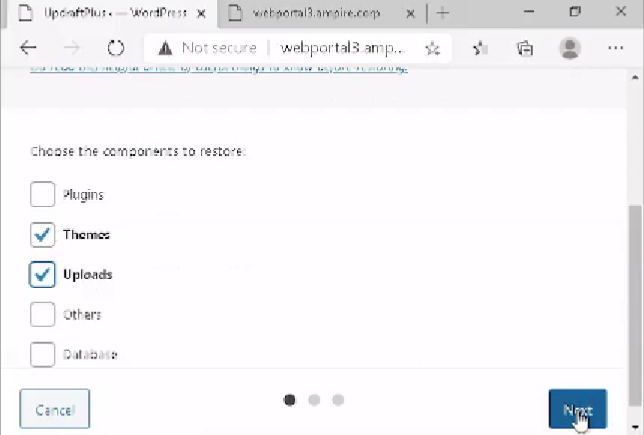 UpdraftPlus · — WordPress
webportal3.ampire.corp
Not secure
webportal3.amp...
Choose the components to restore:
Plugins
Themes
Uploads
Others
Database
Cancel
Next